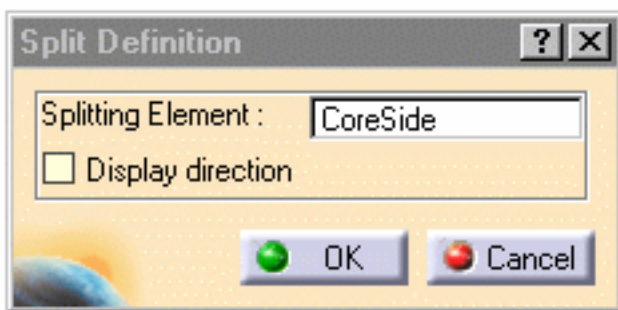 Split Definition ?
Splitting Element : CoreSide
Display direction
OK Cancel